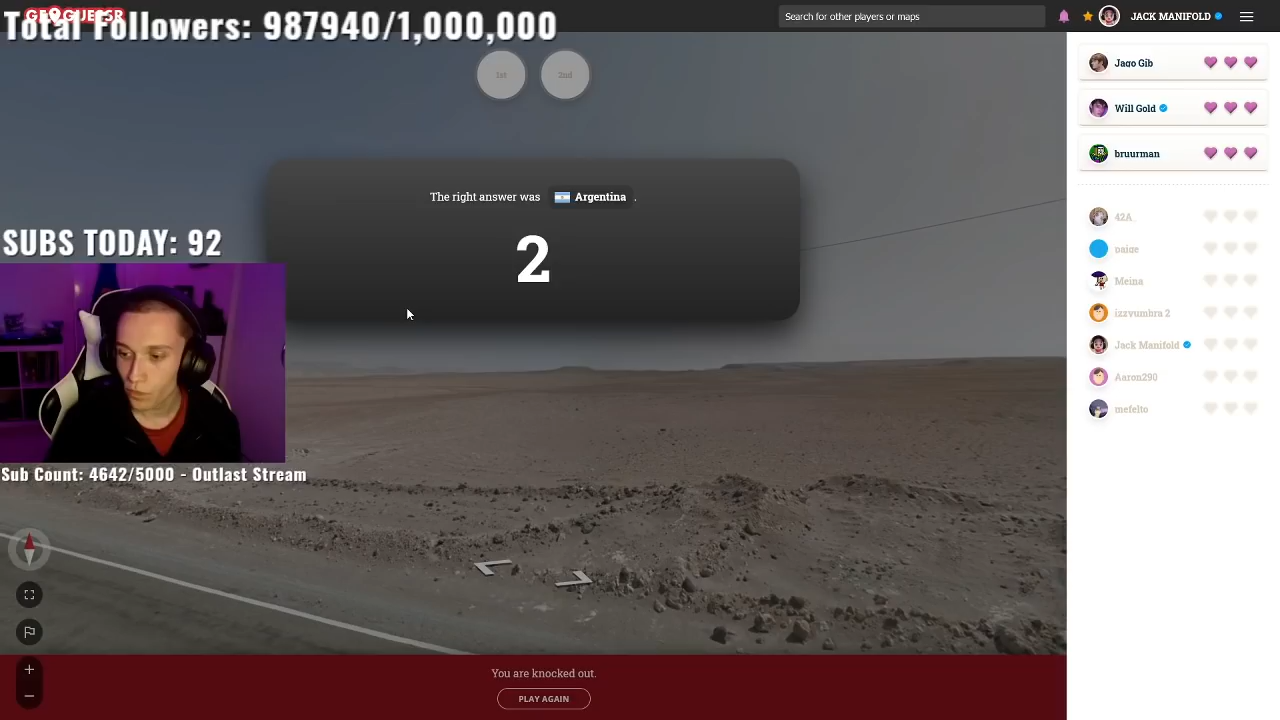 GEOGUESSR
Total Followers: 987940/1,000,000
Search for other players or maps
JACK MANIFOLD
1st
2nd
Jago Gib
Will Gold
bruurman
The right answer was Argentina .
2
SUBS TODAY: 92
42A
paige
Meina
izzyumbra 2
Jack Manifold
Aaron290
mefelto
Sub Count: 4642/5000 - Outlast Stream
You are knocked out.
PLAY AGAIN